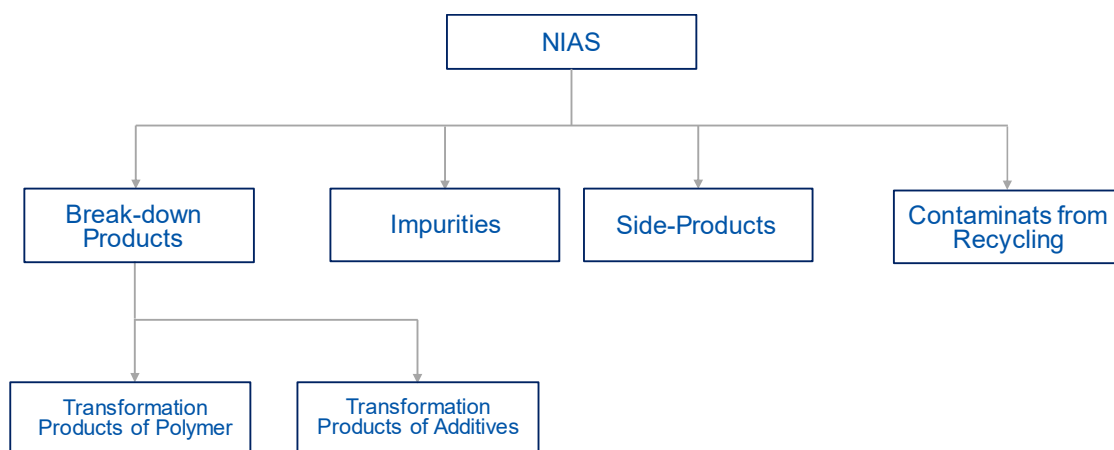 NIAS
Break-down
Products
Impurities
Side-Products
Contaminats from
Recycling
Transformation
Products of Polymer
Transformation
Products of Additives